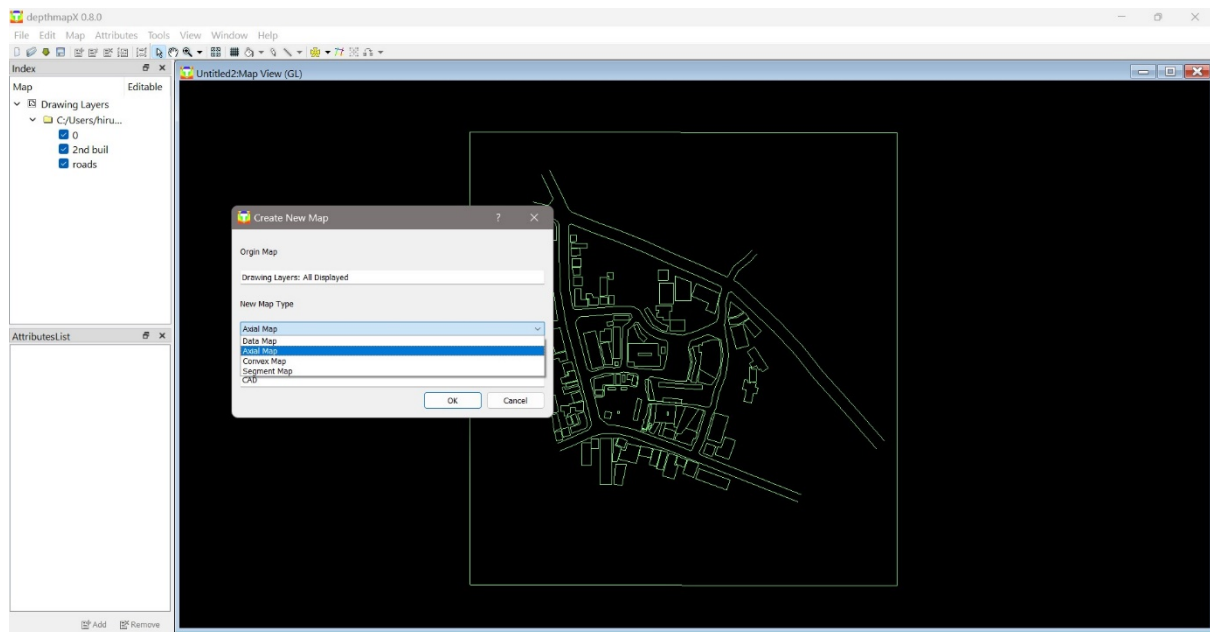 depthmapX 0.8.0
File Edit Map Attributes Tools View Window Help
Index
Untitled2:Map View (GL)
Map Editable
Drawing Layers
C:/Users/hiru...
0
2nd buil
roads
Create New Map ?
Orgin Map
Drawing Layers: All Displayed
New Map Type
Axial Map
Data Map
Axial Map
Convex Map
Segment Map
CAD
OK Cancel
AttributesList
Add Remove